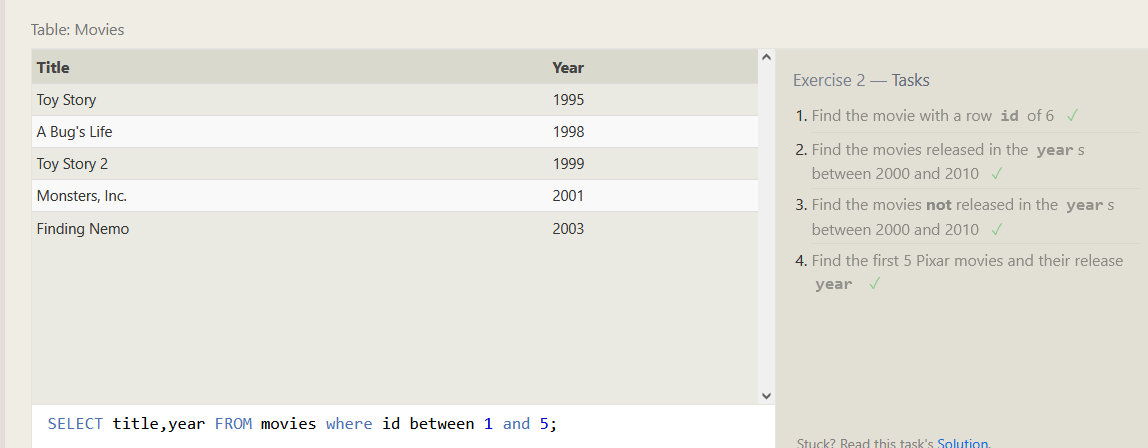 Table: Movies
Title Year
Toy Story 1995
A Bug's Life 1998
Toy Story 2 1999
Monsters, Inc. 2001
Finding Nemo 2003
SELECT title,year FROM movies where id between 1 and 5;
Exercise 2 — Tasks
1. Find the movie with a row id of 6 ✓
2. Find the movies released in the year s
between 2000 and 2010 ✓
3. Find the movies not released in the year s
between 2000 and 2010 ✓
4. Find the first 5 Pixar movies and their release
year ✓
Stuck? Read this task's Solution.